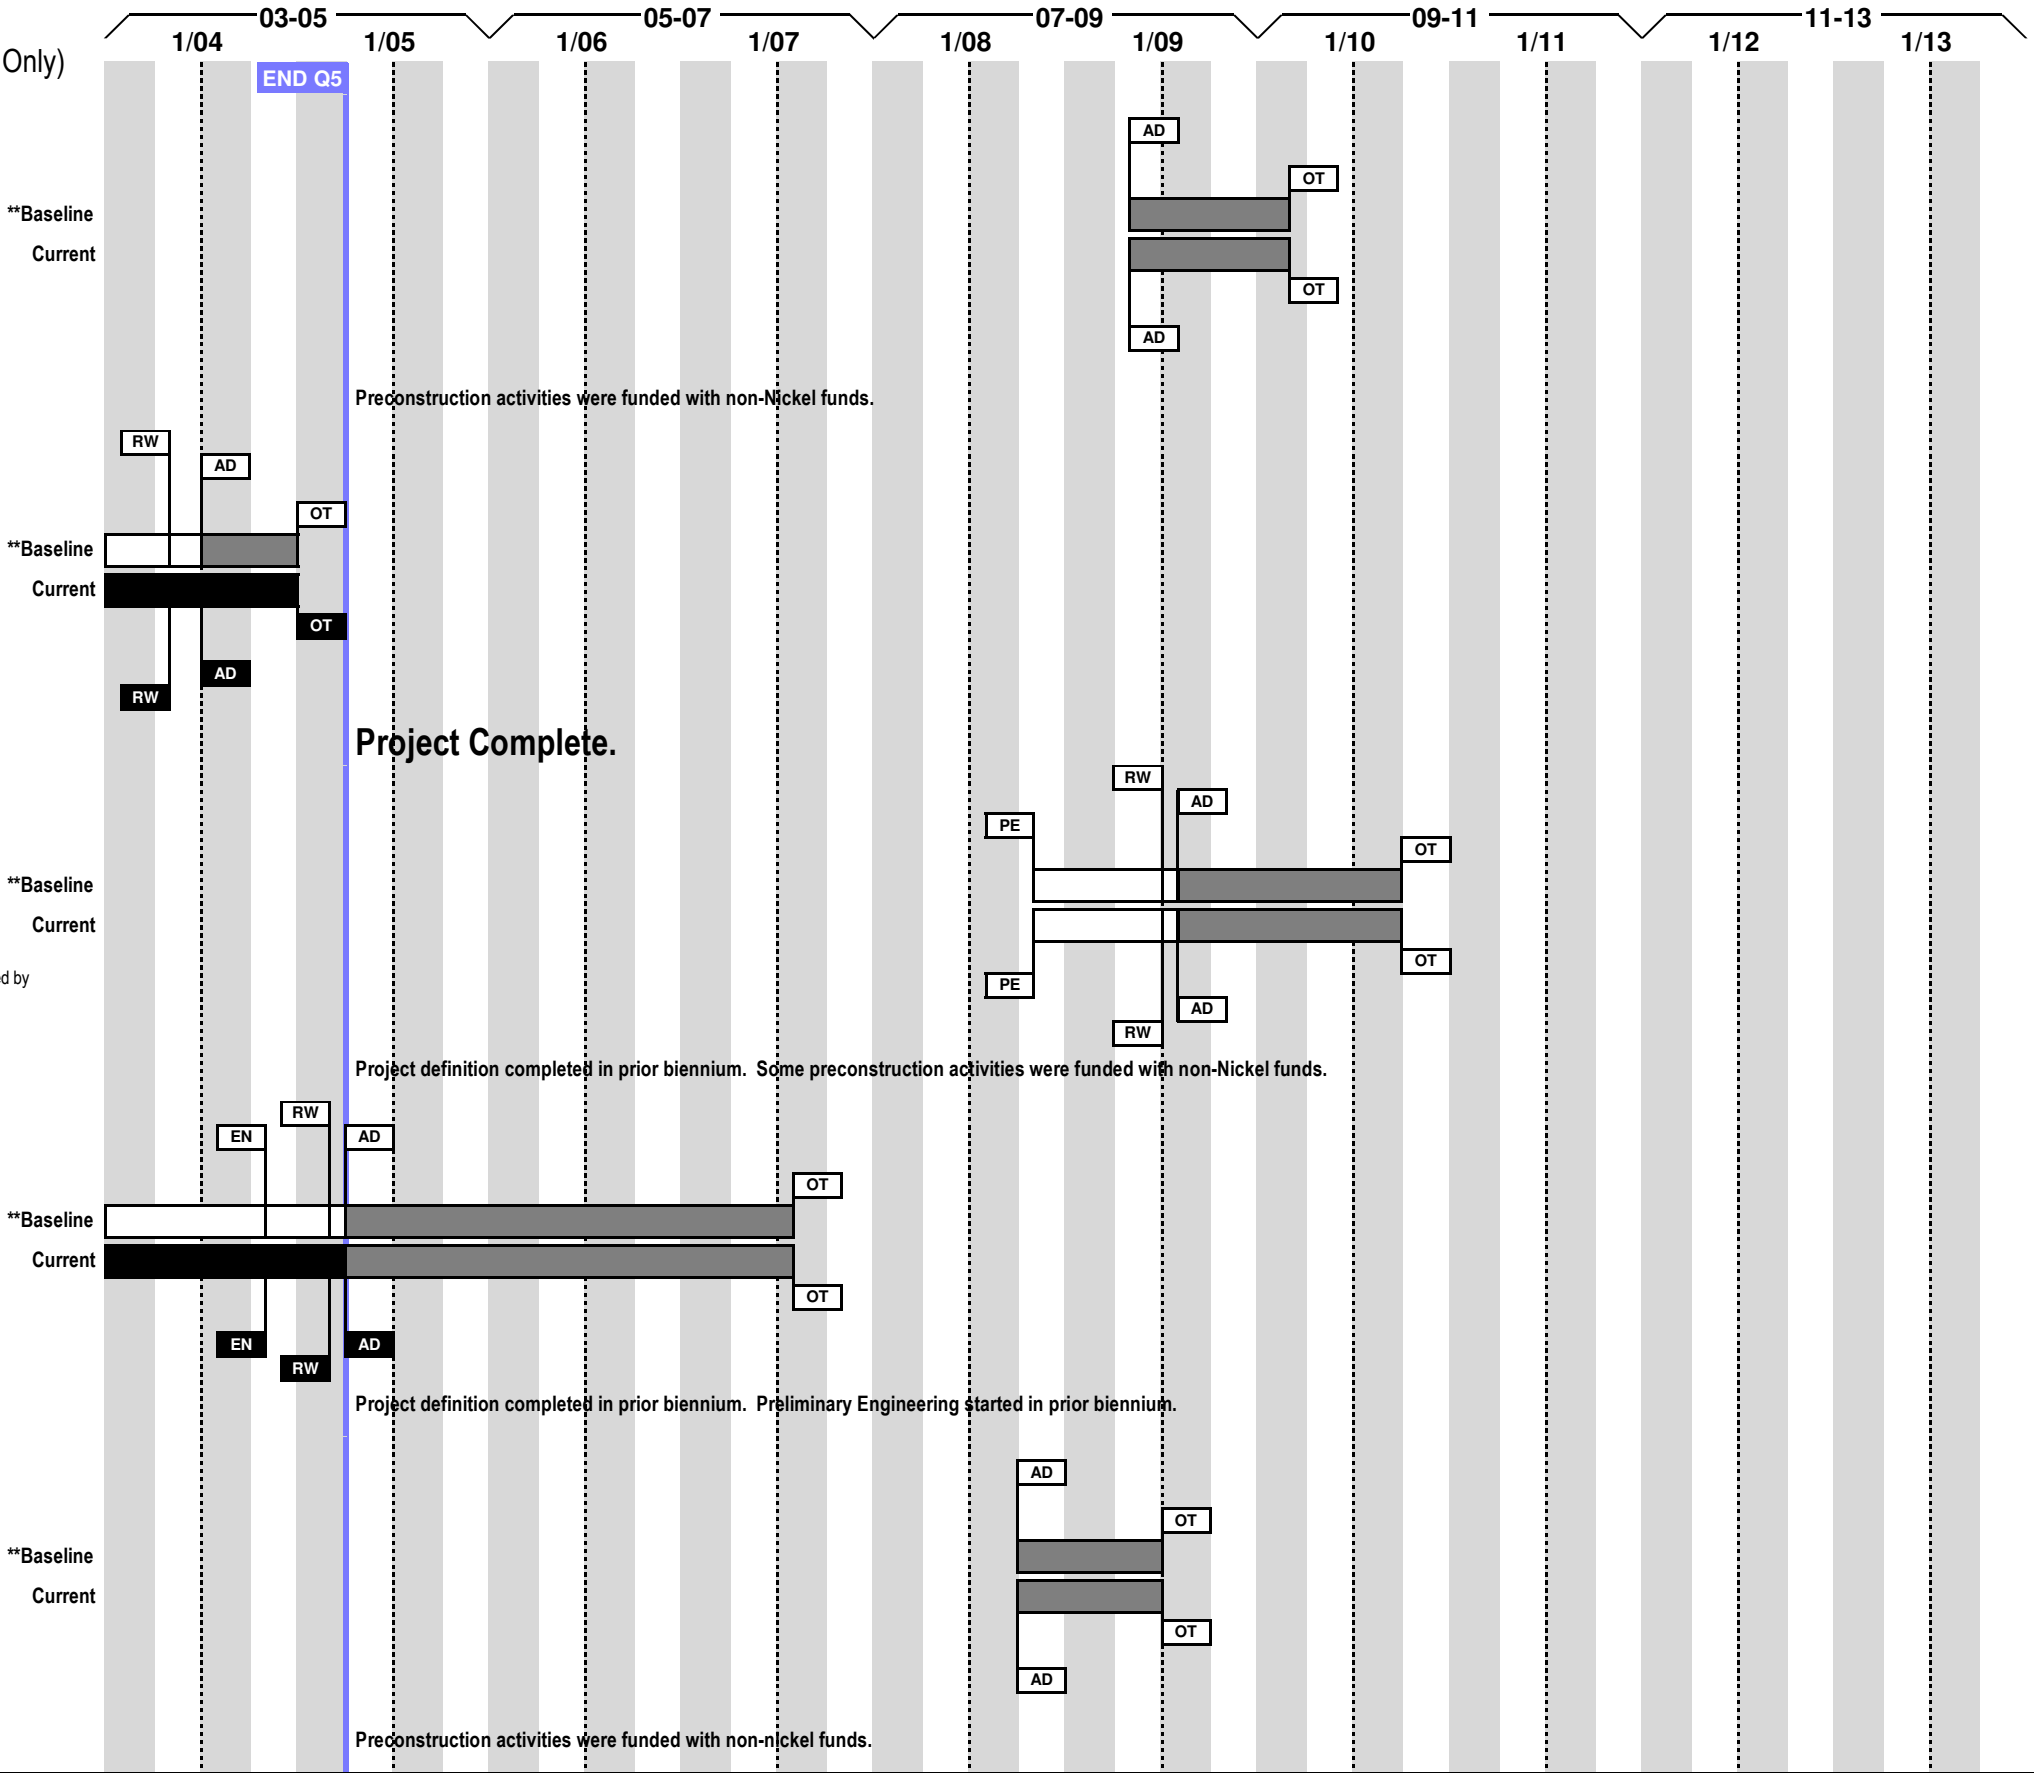 03-05 05-07 07-09 09-11 11-13
1/04 1/05 1/06 1/07 1/08 1/09 1/10 1/11 1/12 1/13
Only)
END Q5
AD
OT
**Baseline
Current
OT
AD
Preconstruction activities were funded with non-Nickel funds.
RW
AD
OT
**Baseline
Current
OT
AD
RW
Project Complete.
RW
AD
PE
OT
**Baseline
Current
OT
ed by
PE
AD
RW
Project definition completed in prior biennium. Some preconstruction activities were funded with non-Nickel funds.
RW
EN AD
OT
**Baseline
Current
OT
EN AD
RW
Project definition completed in prior biennium. Preliminary Engineering started in prior biennium.
AD
OT
**Baseline
Current
OT
AD
Preconstruction activities were funded with non-nickel funds.